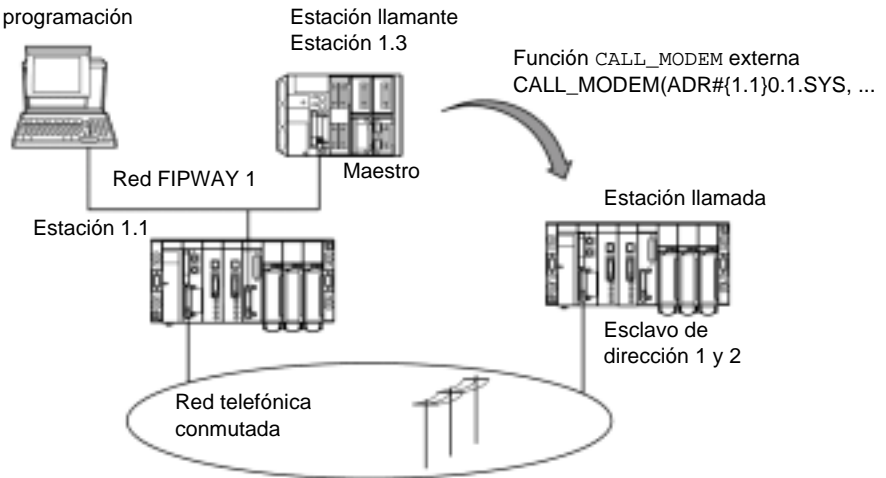 programación
Estación llamante
Estación 1.3
Función CALL_MODEM externa
CALL_MODEM(ADR#{1.1}0.1.SYS, ...
Maestro
Red FIPWAY 1
Estación llamada
Estación 1.1
Esclavo de
dirección 1 y 2
Red telefónica
conmutada